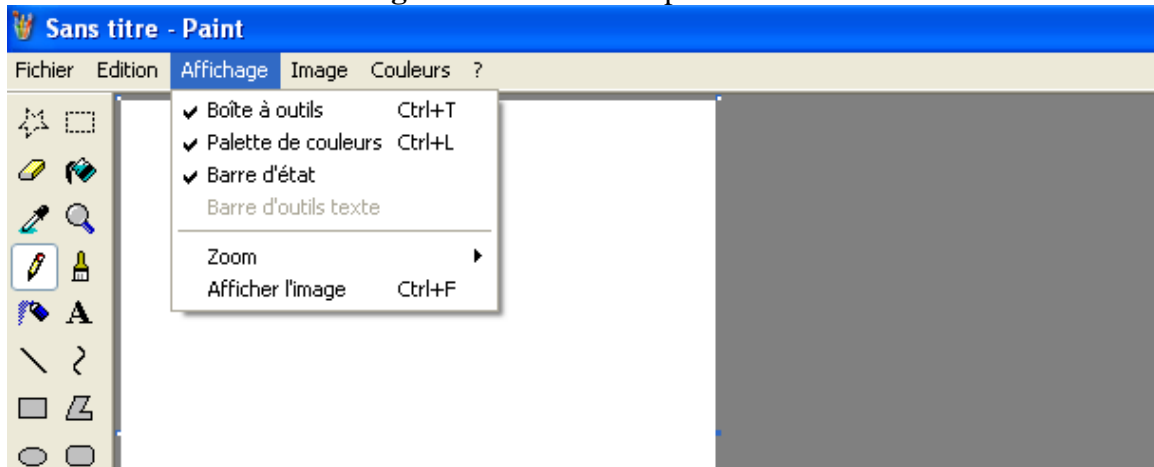 Sans titre - Paint
Fichier Edition Affichage Image Couleurs ?
Boîte à outils Ctrl+T
Palette de couleurs Ctrl+L
Barre d'état
Barre d'outils texte
Zoom
Afficher l'image Ctrl+F
A